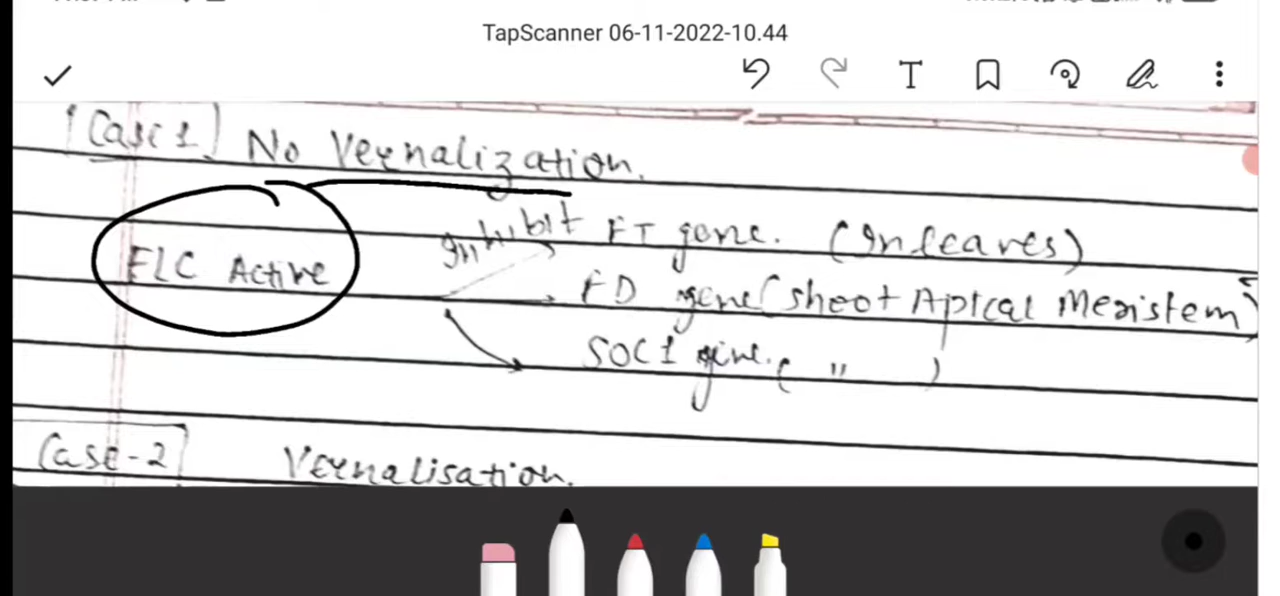 TapScanner 06-11-2022-10.44
T
[Case 1] No Vernalization.
FLC Active
Inhibit FT gene. (In leaves)
FD gene (shoot Apical Meristem)
SOC1 gene. ( " )
Case-2 Vernalisation.